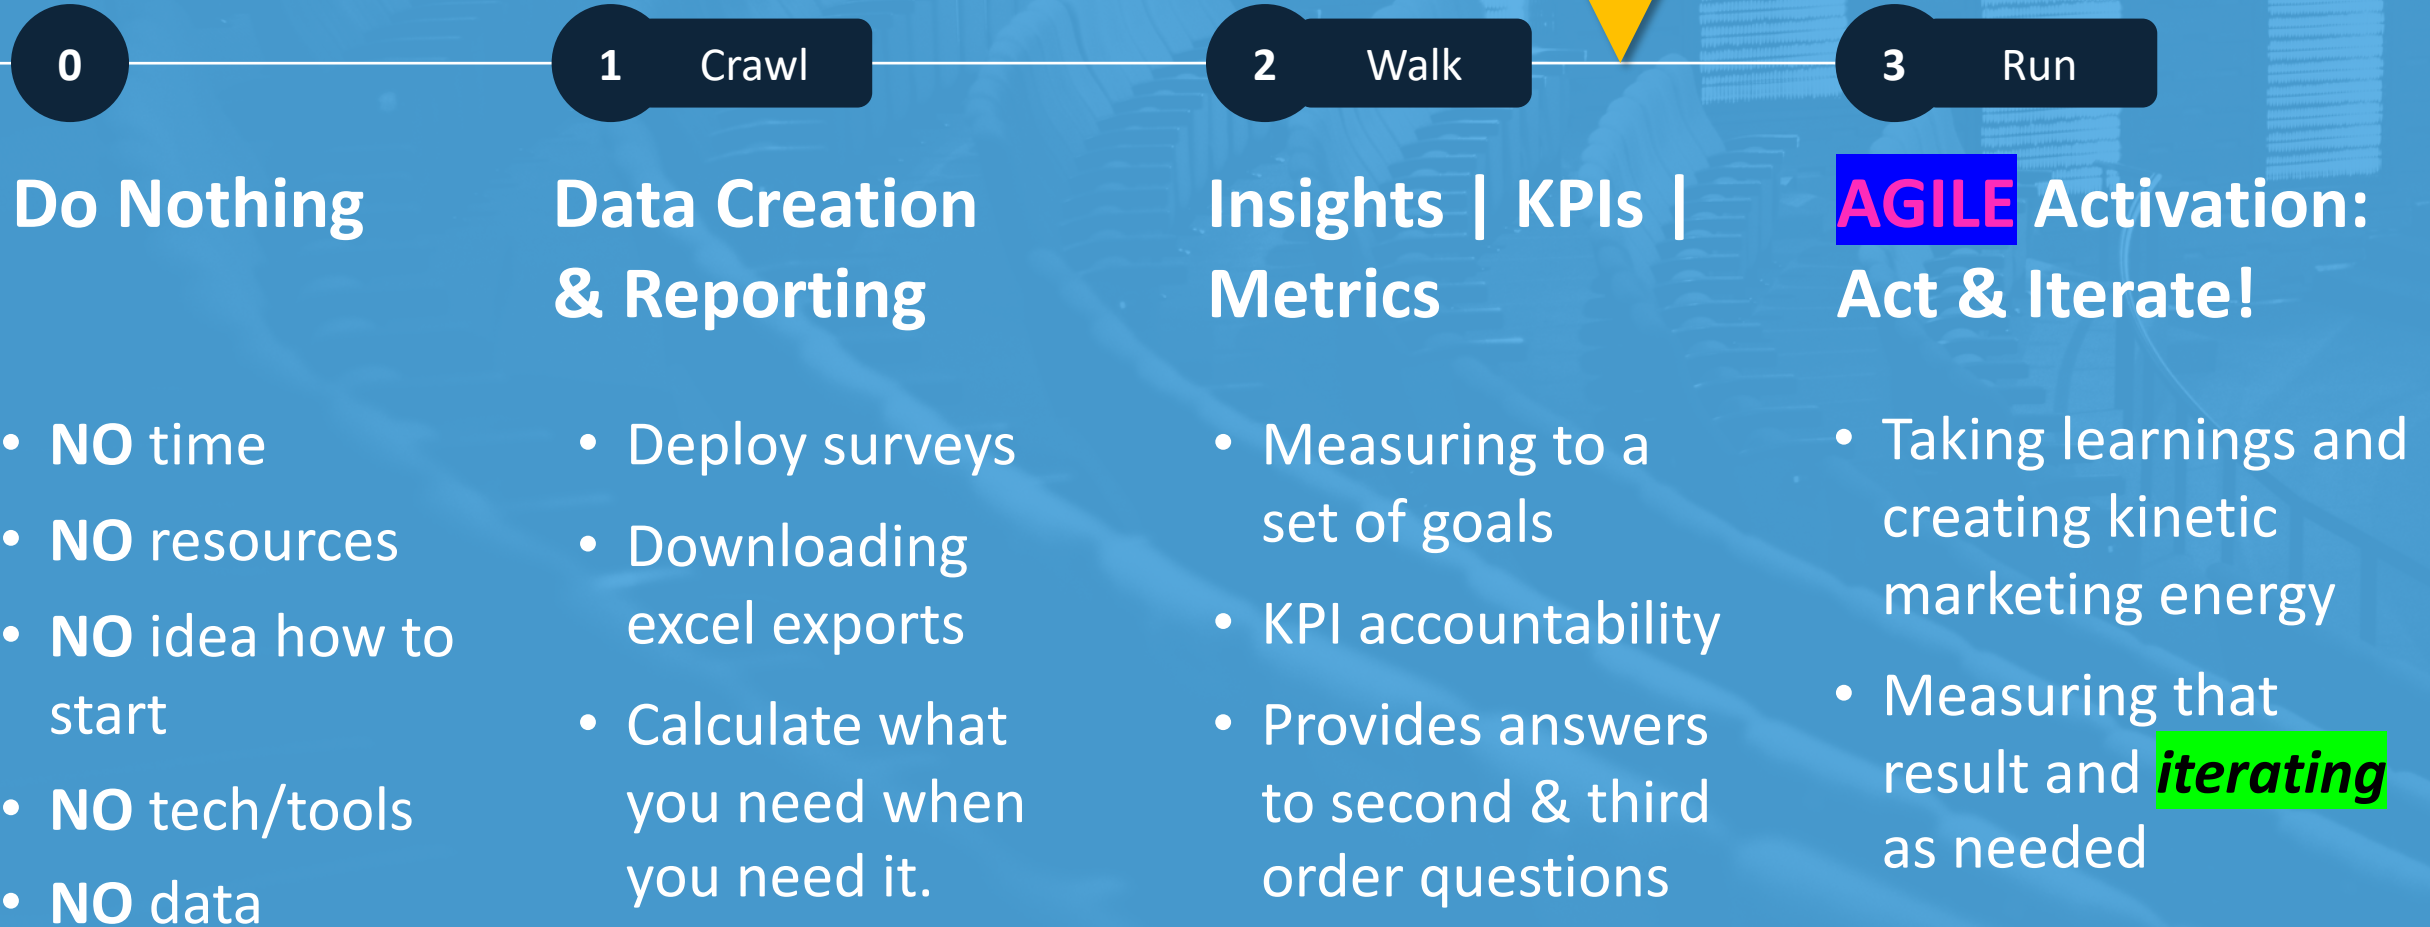 0
Do Nothing
• NO time
• NO resources
• NO idea how to
start
• NO tech/tools
• NO data
1 Crawl
Data Creation
& Reporting
• Deploy surveys
• Downloading
excel exports
• Calculate what
you need when
you need it.
2 Walk
Insights | KPIs |
Metrics
• Measuring to a
set of goals
• KPI accountability
• Provides answers
to second & third
order questions
3 Run
AGILE Activation:
Act & Iterate!
• Taking learnings and
creating kinetic
marketing energy
• Measuring that
result and iterating
as needed